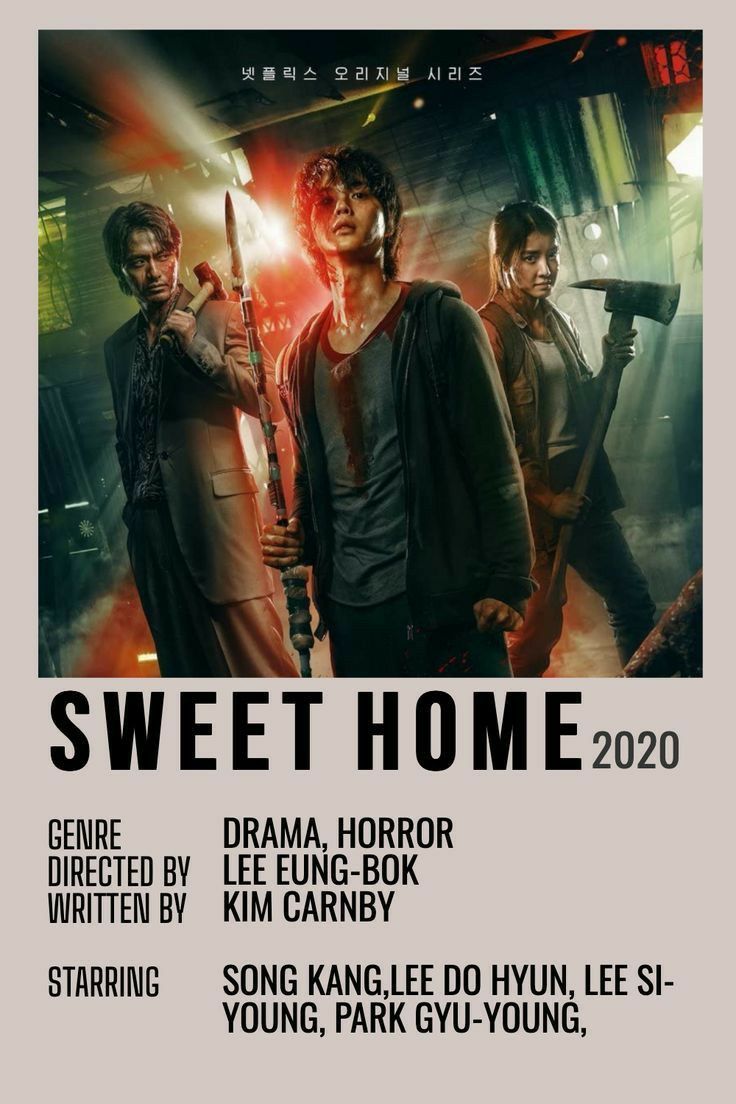 넷플릭스 오리지널 시리즈
SWEET HOME 2020
GENRE DRAMA, HORROR
DIRECTED BY LEE EUNG-BOK
WRITTEN BY KIM CARNBY
STARRING SONG KANG,LEE DO HYUN, LEE SI-
YOUNG, PARK GYU-YOUNG,